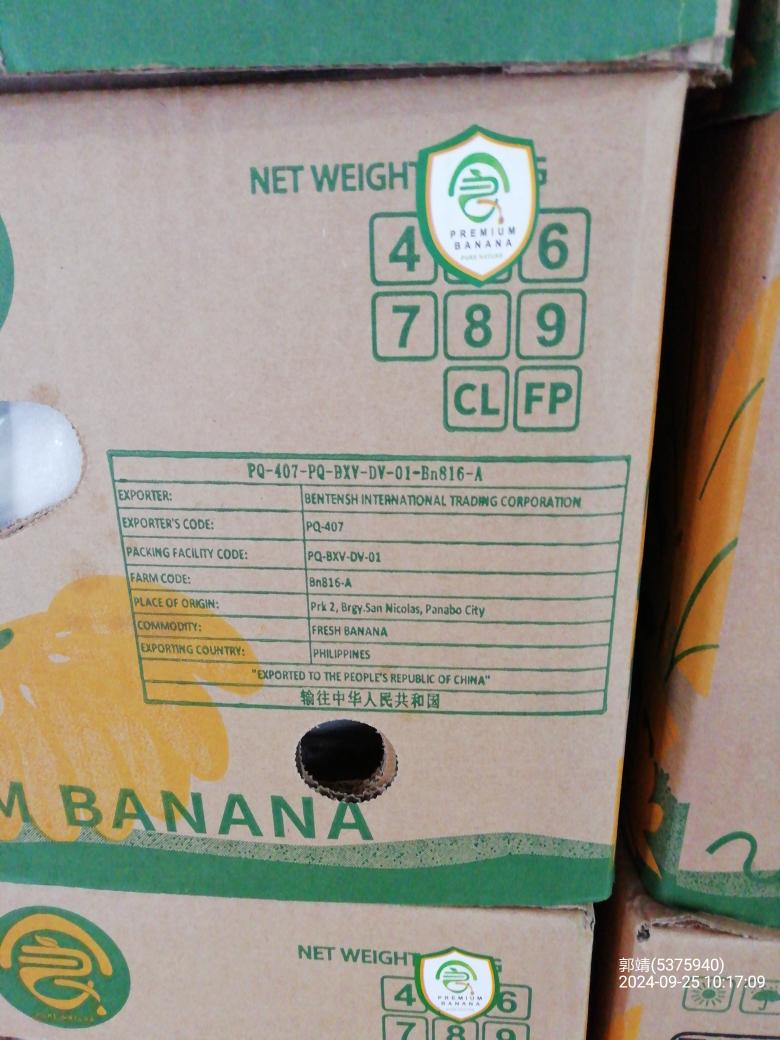 NET WEIGHT
PREMIUM
BANANA
PURE NATURE
4 6
7 8 9
CL FP
PQ-407-PQ-BXV-DV-01-Bn816-A
EXPORTER: BENTENSH INTERNATIONAL TRADING CORPORATION
EXPORTER'S CODE: PQ-407
PACKING FACILITY CODE: PQ-BXV-DV-01
FARM CODE: Bn816-A
PLACE OF ORIGIN: Prk 2, Brgy.San Nicolas, Panabo City
COMMODITY: FRESH BANANA
EXPORTING COUNTRY: PHILIPPINES
"EXPORTED TO THE PEOPLE'S REPUBLIC OF CHINA"
输往中华人民共和国
M BANANA
PURE NATURE
NET WEIGHT
PREMIUM
BANANA
4 6
7 8 9
郭靖(5375940)
2024-09-25 10:17:09